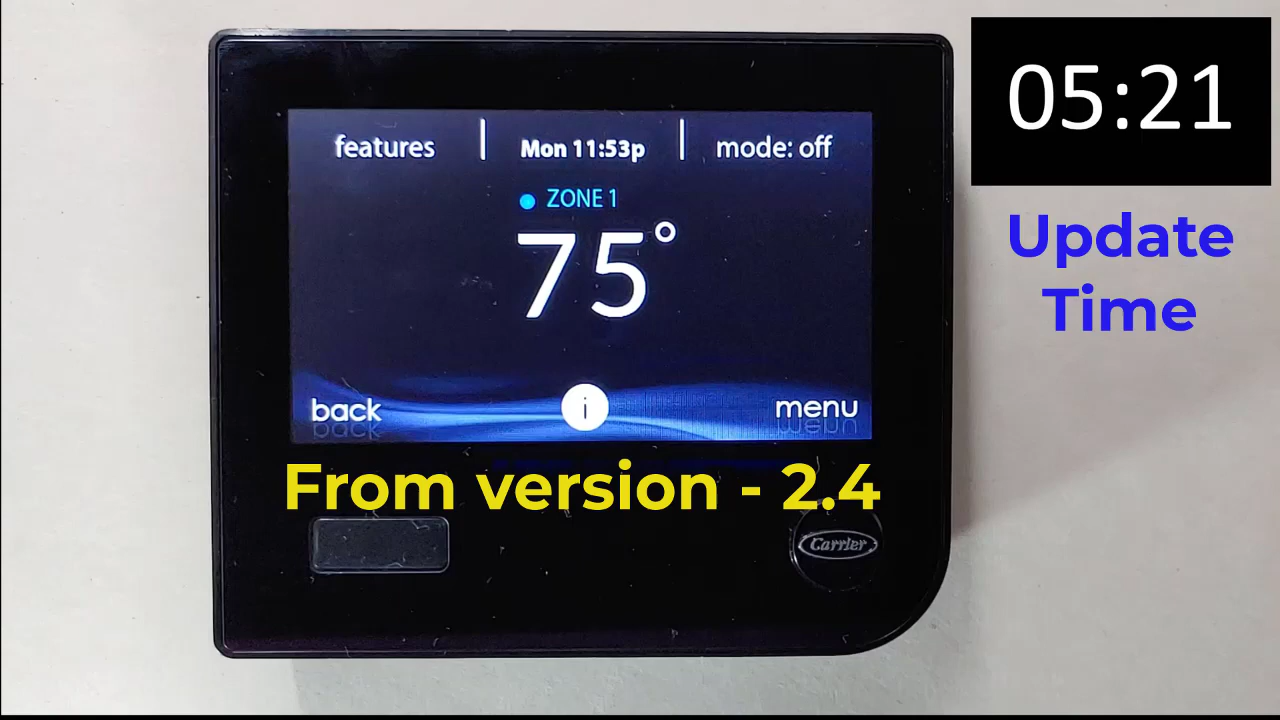 05:21
features
Mon 11:53p
mode: off
ZONE 1
75°
Update
Time
back
i
menu
From version - 2.4
Carrier